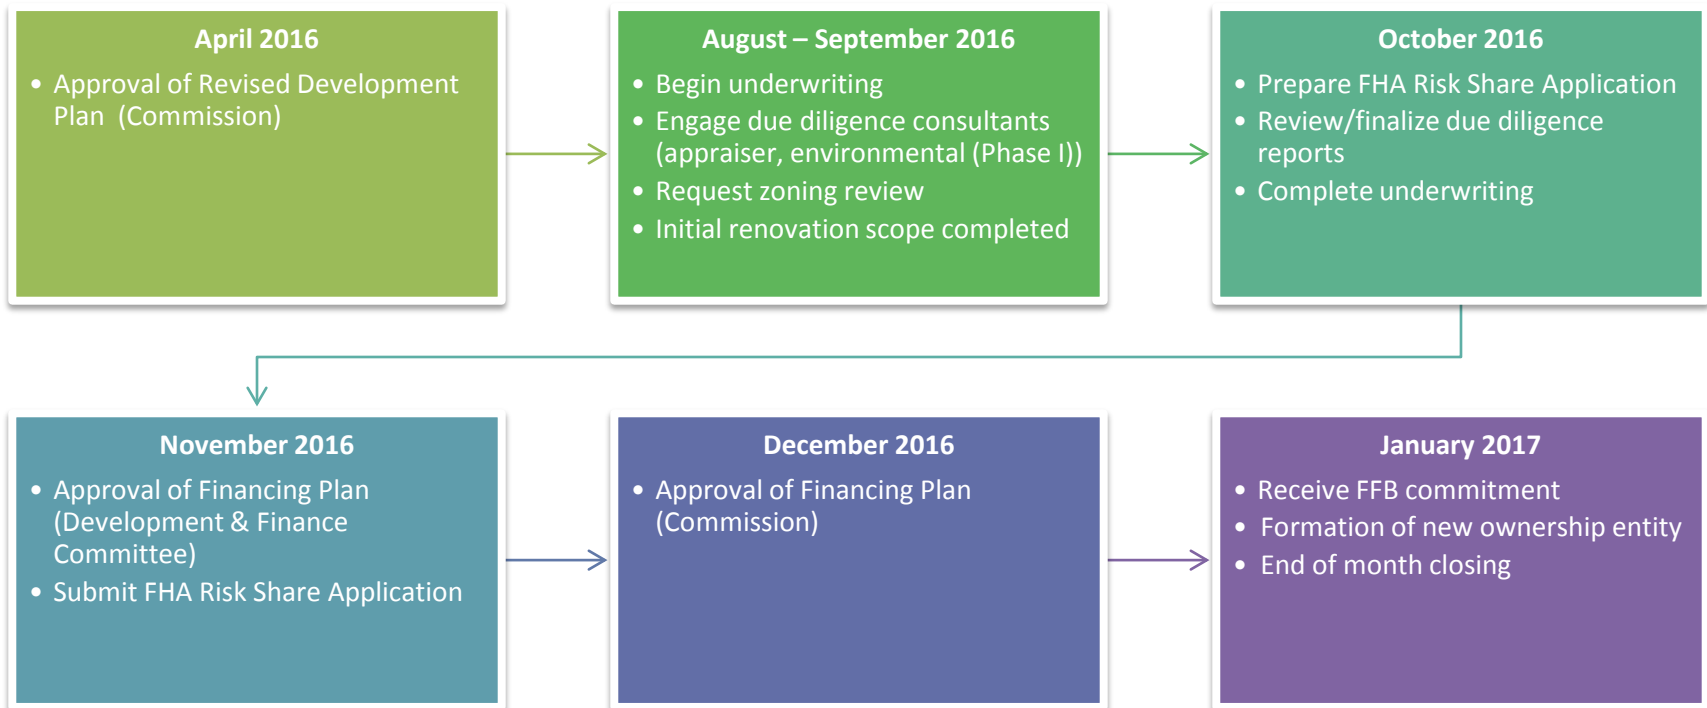 April 2016
• Approval of Revised Development
Plan (Commission)
August – September 2016
• Begin underwriting
• Engage due diligence consultants
(appraiser, environmental (Phase I))
• Request zoning review
• Initial renovation scope completed
October 2016
• Prepare FHA Risk Share Application
• Review/finalize due diligence
reports
• Complete underwriting
November 2016
• Approval of Financing Plan
(Development & Finance
Committee)
• Submit FHA Risk Share Application
December 2016
• Approval of Financing Plan
(Commission)
January 2017
• Receive FFB commitment
• Formation of new ownership entity
• End of month closing